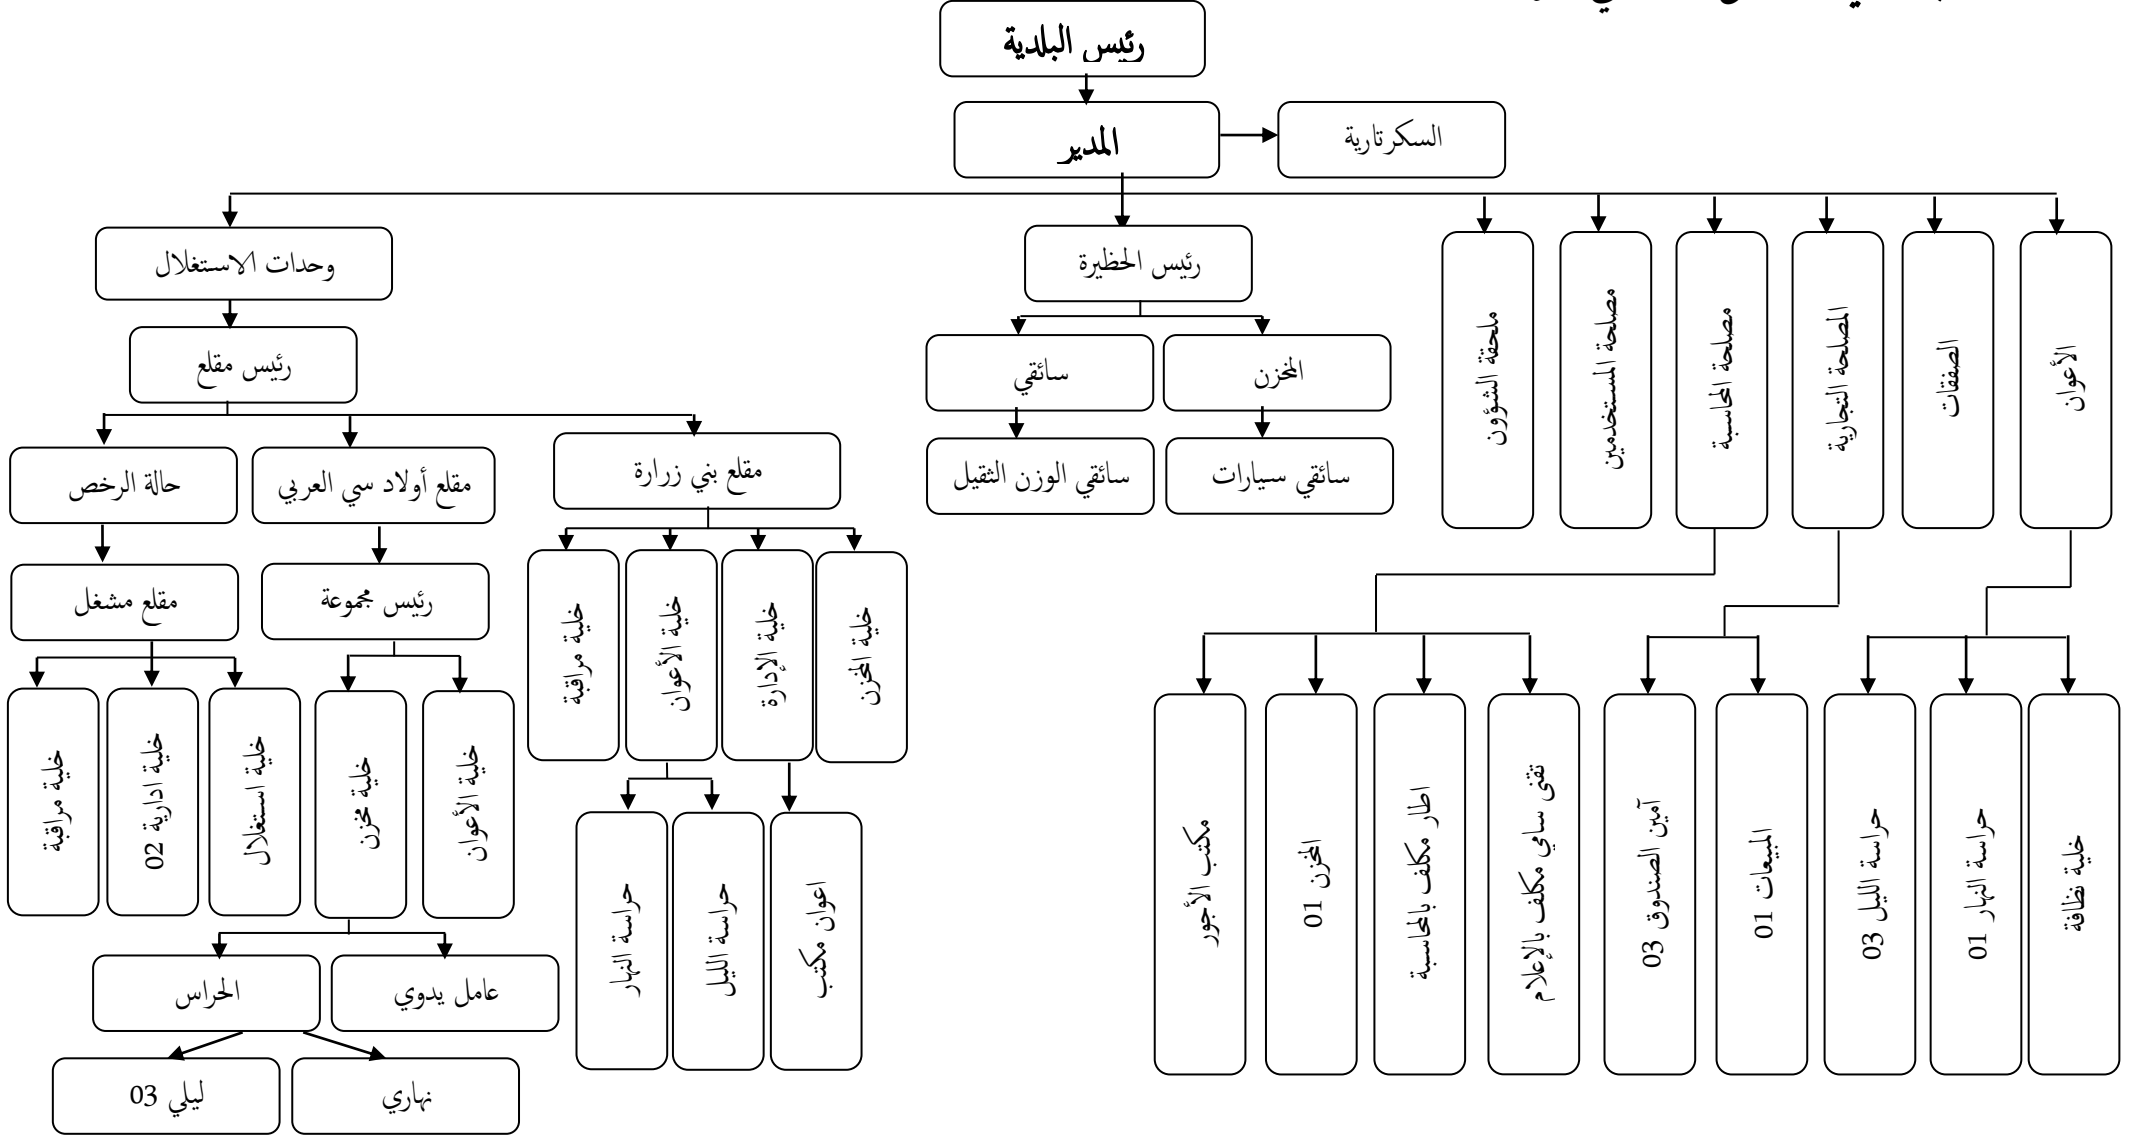 رئيس البلدية
المدير
السكرتارية
الأعوان
الصفقات
المصلحة التجارية
مصلحة المحاسبة
مصلحة المستخدمين
ملحقة الشؤون
رئيس الحظيرة
وحدات الاستغلال
رئيس مقلع
المخزن
سائقي
سائقي سيارات
سائقي الوزن الثقيل
مقلع بني زرارة
مقلع أولاد سي العربي
حالة الرخص
رئيس مجموعة
مقلع مشغل
خلية المخزن
خلية الإدارة
خلية الأعوان
خلية مراقبة
خلية نظافة
حراسة النهار 01
حراسة الليل 03
المبيعات 01
آمين الصندوق 03
تقتى سامي مكلف بالإعلام
اطار مكلف بالمحاسبة
المخزن 01
مكتب الأجور
اعوان مكتب
حراسة الليل
حراسة النهار
خلية الأعوان
خلية مخزن
خلية استغلال
خلية ادارية 02
خلية مراقبة
عامل يدوي
الحراس
نهاري
ليلي 03